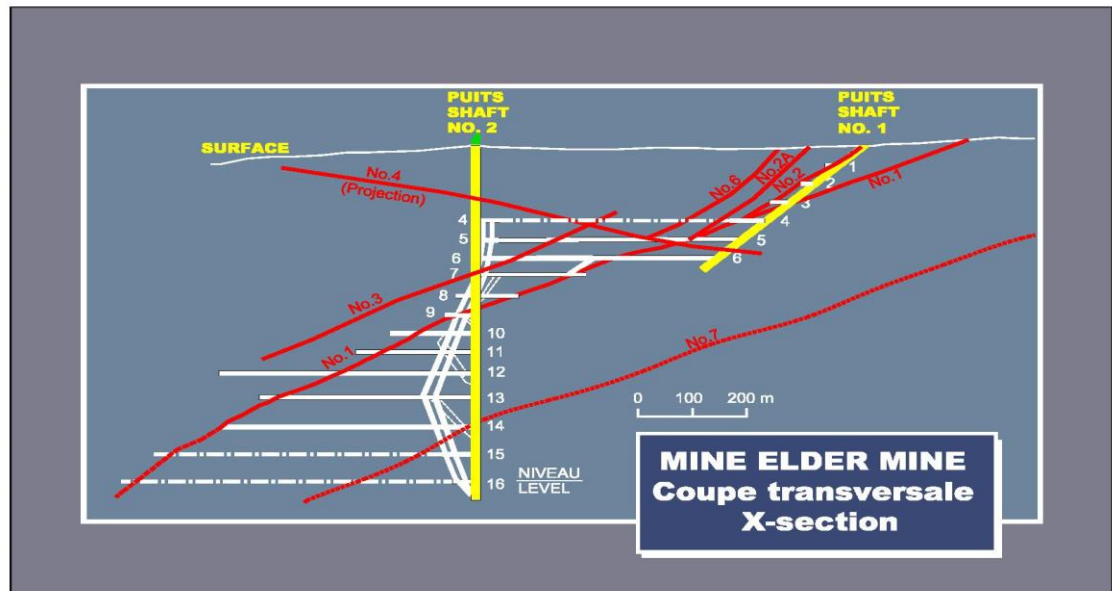 PUITS
SHAFT
NO. 2
PUITS
SHAFT
NO. 1
SURFACE
No.4
(Projection)
No.6
No.2A
No.2
No.1
1
2
3
4
5
6
4
5
6
7
8
9
No.3
No.1
No.7
10
11
12
13
14
15
16
NIVEAU
LEVEL
0 100 200 m
MINE ELDER MINE
Coupe transversale
X-section